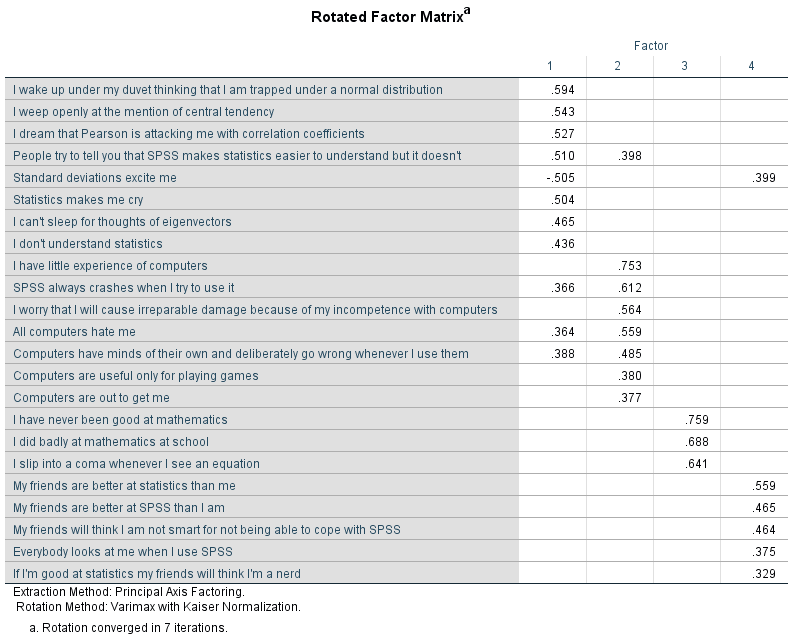 Rotated Factor Matrixa
Factor
1 2 3 4
I wake up under my duvet thinking that I am trapped under a normal distribution .594
I weep openly at the mention of central tendency .543
I dream that Pearson is attacking me with correlation coefficients .527
People try to tell you that SPSS makes statistics easier to understand but it doesn't .510 .398
Standard deviations excite me -.505 .399
Statistics makes me cry .504
I can't sleep for thoughts of eigenvectors .465
I don't understand statistics .436
I have little experience of computers .753
SPSS always crashes when I try to use it .366 .612
I worry that I will cause irreparable damage because of my incompetence with computers .564
All computers hate me .364 .559
Computers have minds of their own and deliberately go wrong whenever I use them .388 .485
Computers are useful only for playing games .380
Computers are out to get me .377
I have never been good at mathematics .759
I did badly at mathematics at school .688
I slip into a coma whenever I see an equation .641
My friends are better at statistics than me .559
My friends are better at SPSS than I am .465
My friends will think I am not smart for not being able to cope with SPSS .464
Everybody looks at me when I use SPSS .375
If I'm good at statistics my friends will think I'm a nerd .329
Extraction Method: Principal Axis Factoring.
Rotation Method: Varimax with Kaiser Normalization.
a. Rotation converged in 7 iterations.